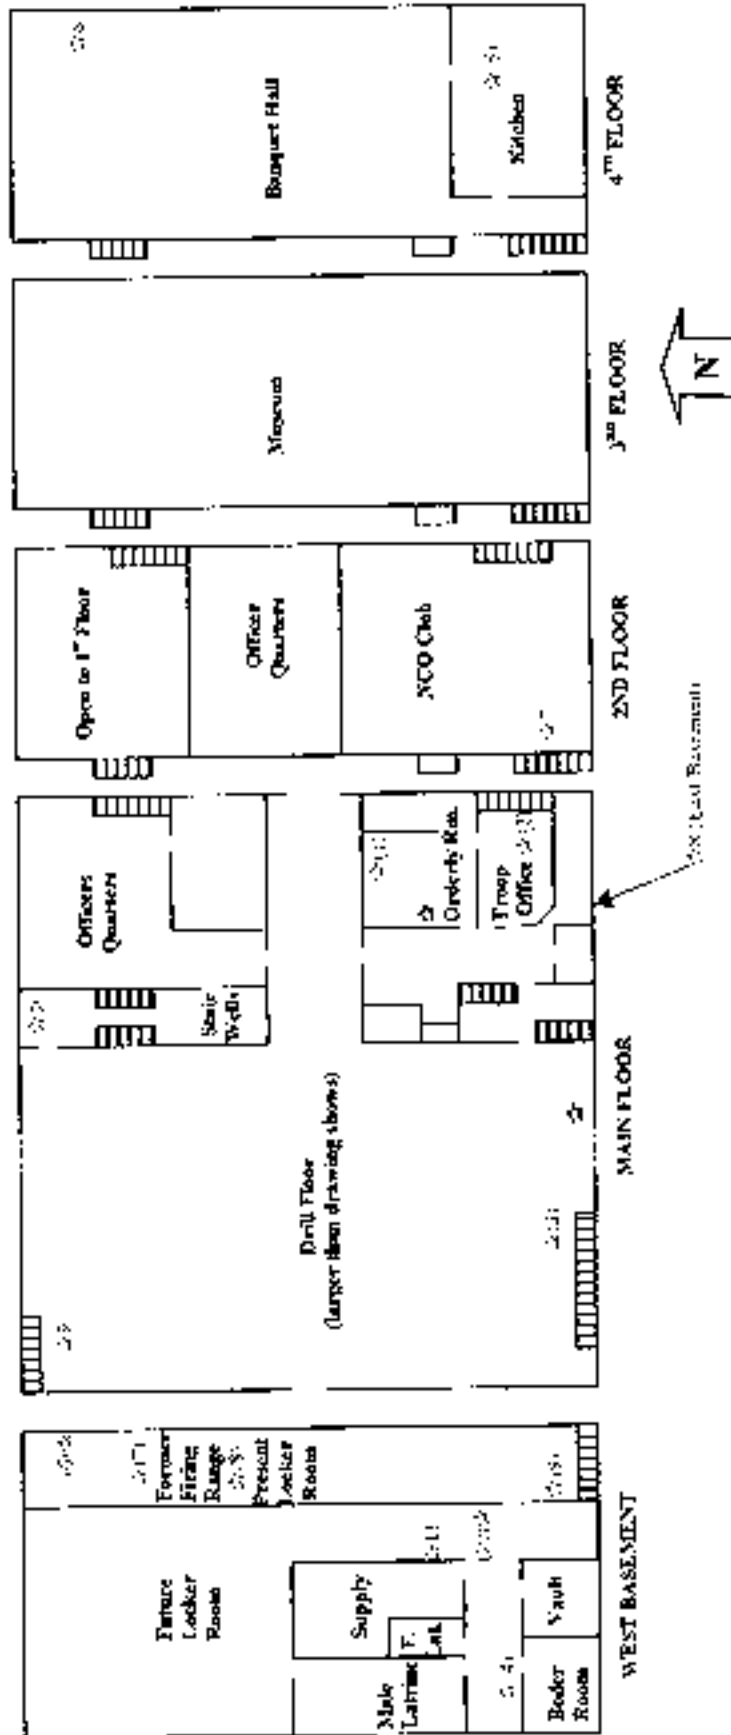 Banquet Hall
Kitchen
4TH FLOOR
Museum
3RD FLOOR
N
Open to 1ST Floor
Officer
Quarters
NCO Club
2ND FLOOR
Officers
Quarters
Stair
Wells
Orderly Rm.
Troop
Office
Drill Floor
(larger than drawing shows)
MAIN FLOOR
Former
Firing
Range
Present
Locker
Room
Future
Locker
Room
Supply
F.
Lat.
Male
Latrine
Vault
Boiler
Room
WEST BASEMENT